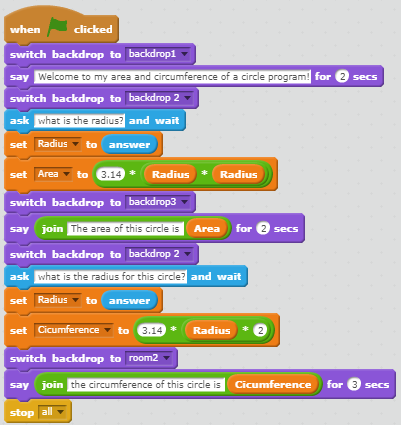 when clicked
switch backdrop to backdrop1
say Welcome to my area and circumference of a circle program! for 2 secs
switch backdrop to backdrop 2
ask what is the radius? and wait
set Radius to answer
set Area to 3.14 * Radius * Radius
switch backdrop to backdrop3
say join The area of this circle is Area for 2 secs
switch backdrop to backdrop 2
ask what is the radius for this circle? and wait
set Radius to answer
set Cicumference to 3.14 * Radius * 2
switch backdrop to room2
say join the circumference of this circle is Cicumference for 3 secs
stop all